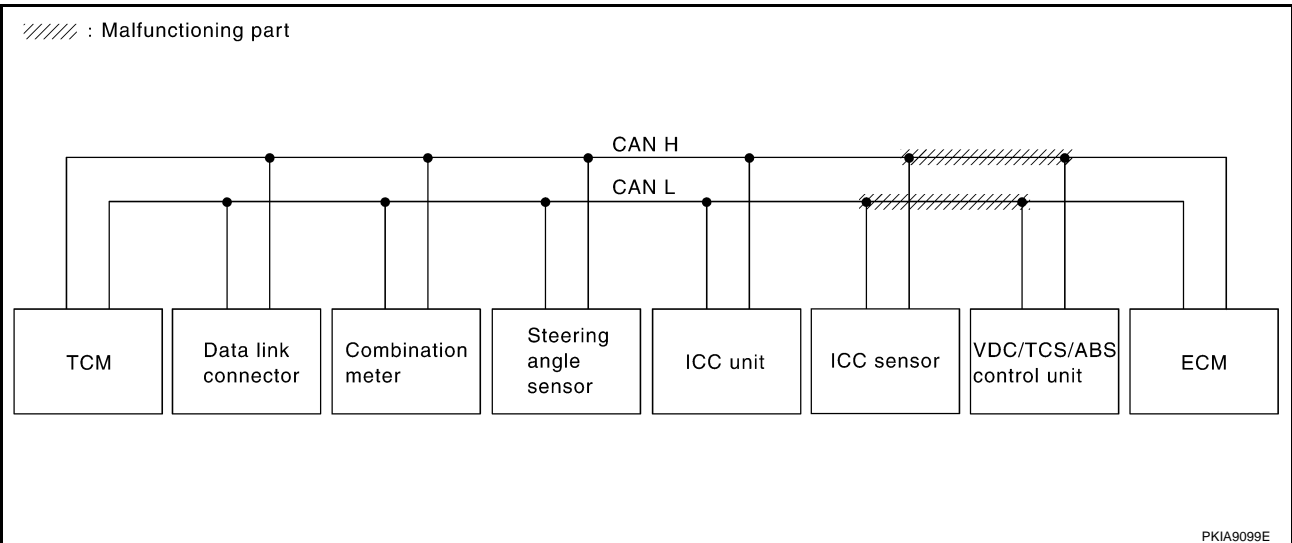 : Malfunctioning part
CAN H
CAN L
TCM
Data link
connector
Combination
meter
Steering
angle
sensor
ICC unit
ICC sensor
VDC/TCS/ABS
control unit
ECM
PKIA9099E